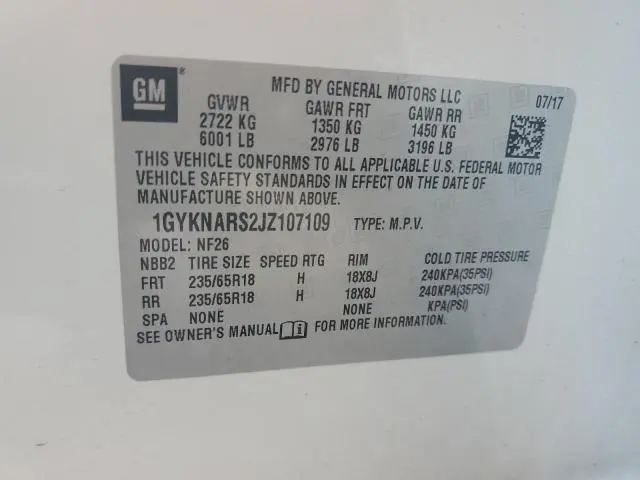 GM ®
MFD BY GENERAL MOTORS LLC 07/17
GVWR GAWR FRT GAWR RR
2722 KG 1350 KG 1450 KG
6001 LB 2976 LB 3196 LB
THIS VEHICLE CONFORMS TO ALL APPLICABLE U.S. FEDERAL MOTOR
VEHICLE SAFETY STANDARDS IN EFFECT ON THE DATE OF
MANUFACTURE SHOWN ABOVE.
1GYKNARS2JZ107109 TYPE: M.P.V.
MODEL: NF26
NBB2 TIRE SIZE SPEED RTG RIM COLD TIRE PRESSURE
FRT 235/65R18 H 18X8J 240KPA(35PSI)
RR 235/65R18 H 18X8J 240KPA(35PSI)
SPA NONE NONE KPA(PSI)
SEE OWNER'S MANUAL i FOR MORE INFORMATION.